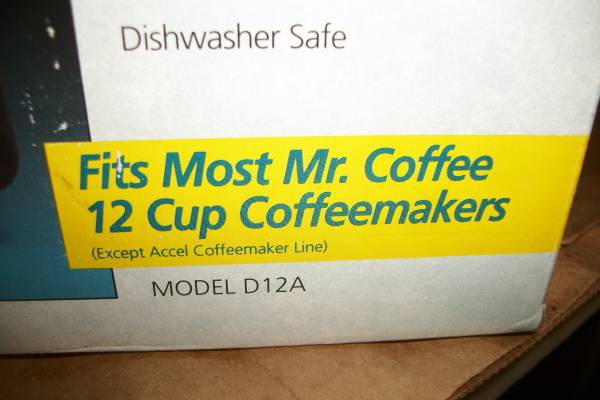 Dishwasher Safe
Fits Most Mr. Coffee
12 Cup Coffeemakers
(Except Accel Coffeemaker Line)
MODEL D12A